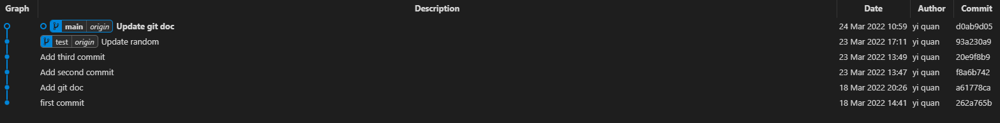 Graph Description Date Author Commit
main origin Update git doc 24 Mar 2022 10:59 yi quan d0ab9d05
test origin Update random 23 Mar 2022 17:11 yi quan 93a230a9
Add third commit 23 Mar 2022 13:49 yi quan 20e9f8b9
Add second commit 23 Mar 2022 13:47 yi quan f8a6b742
Add git doc 18 Mar 2022 20:26 yi quan a61778ca
first commit 18 Mar 2022 14:41 yi quan 262a765b